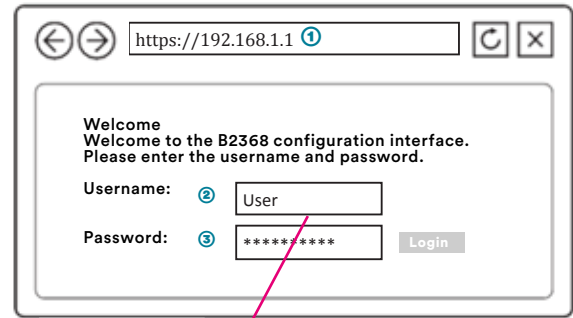 https://192.168.1.1 ①
Welcome
Welcome to the B2368 configuration interface.
Please enter the username and password.
Username: ② User
Password: ③ ********** Login